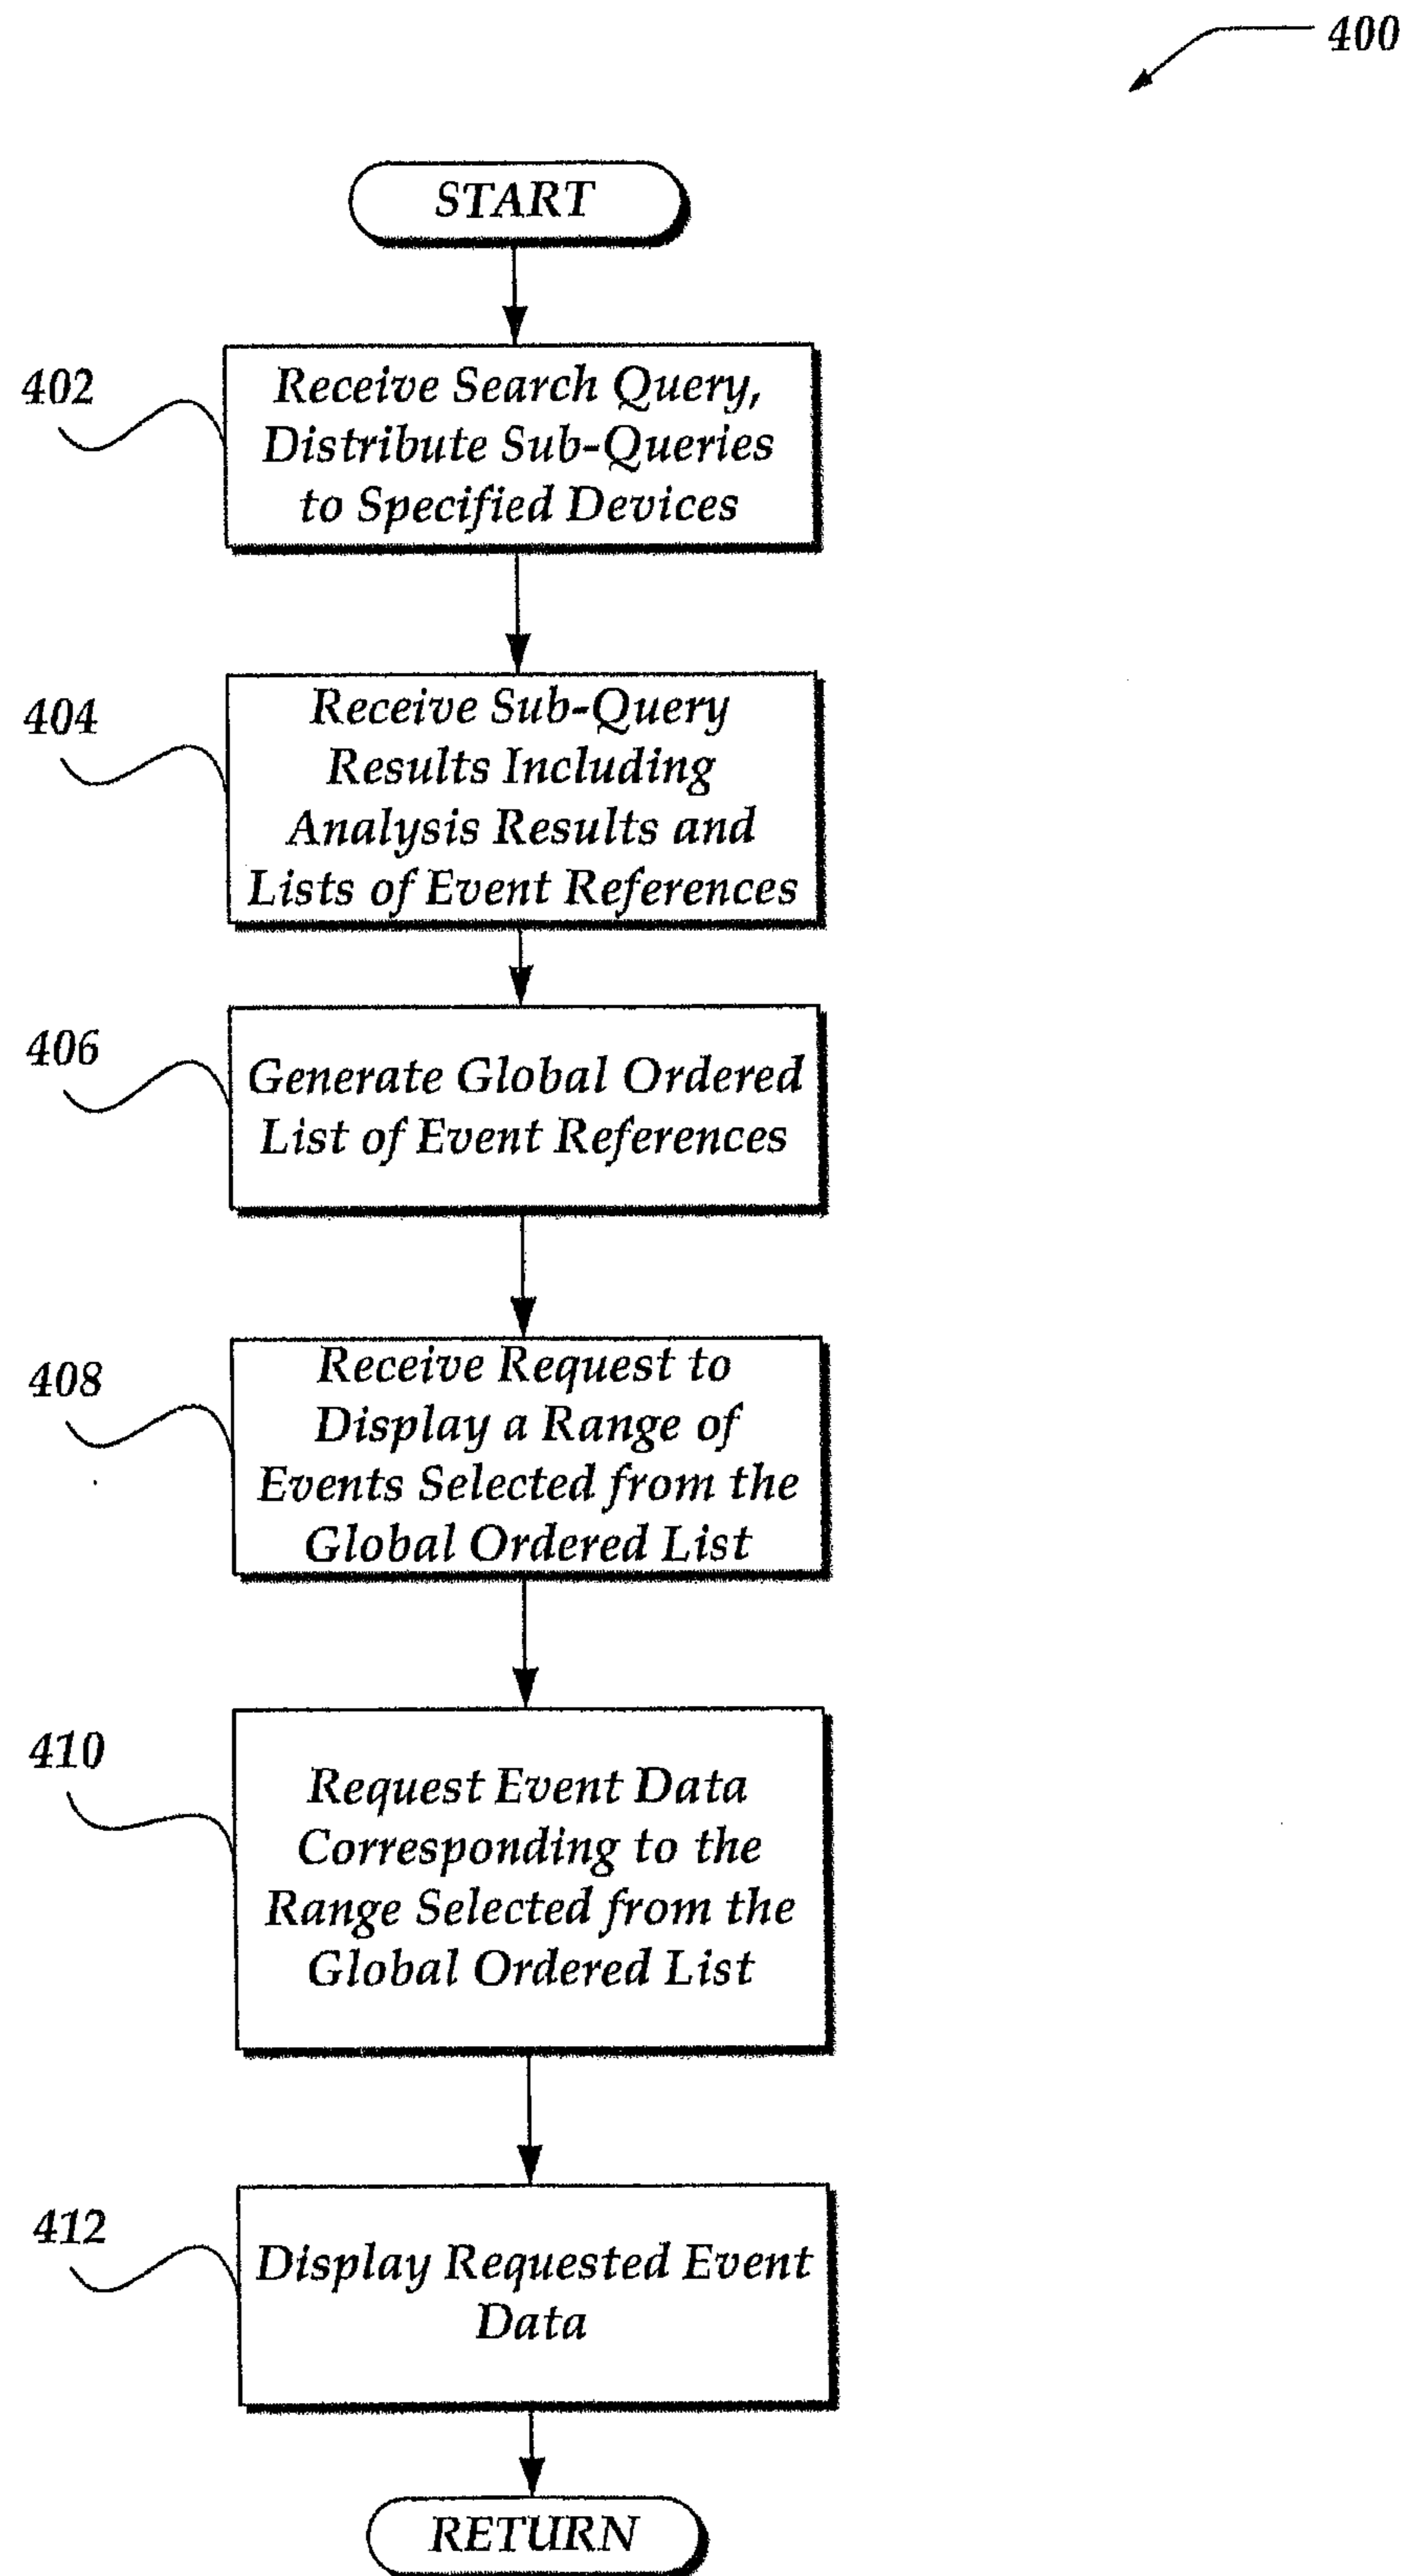 400
START
402
Receive Search Query,
Distribute Sub-Queries
to Specified Devices
404
Receive Sub-Query
Results Including
Analysis Results and
Lists of Event References
406
Generate Global Ordered
List of Event References
408
Receive Request to
Display a Range of
Events Selected from the
Global Ordered List
410
Request Event Data
Corresponding to the
Range Selected from the
Global Ordered List
412
Display Requested Event
Data
RETURN